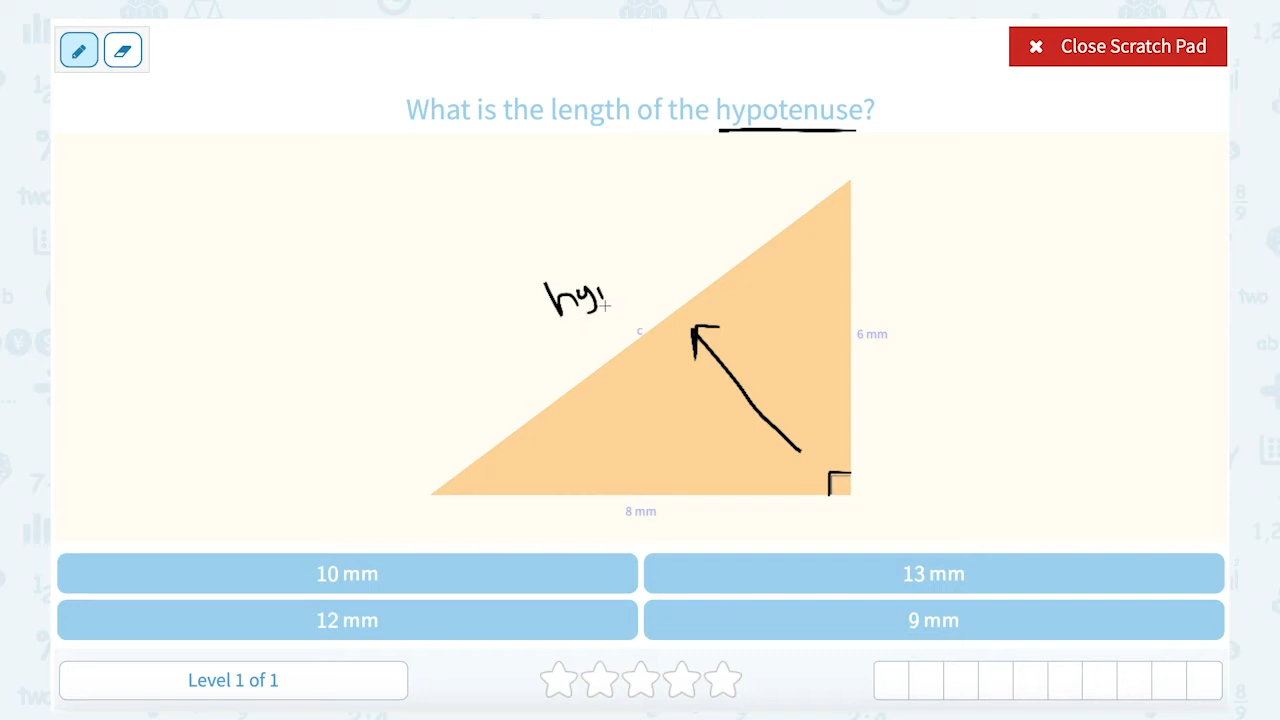 Close Scratch Pad
What is the length of the hypotenuse?
hy
c
6 mm
8 mm
10 mm
13 mm
12 mm
9 mm
Level 1 of 1